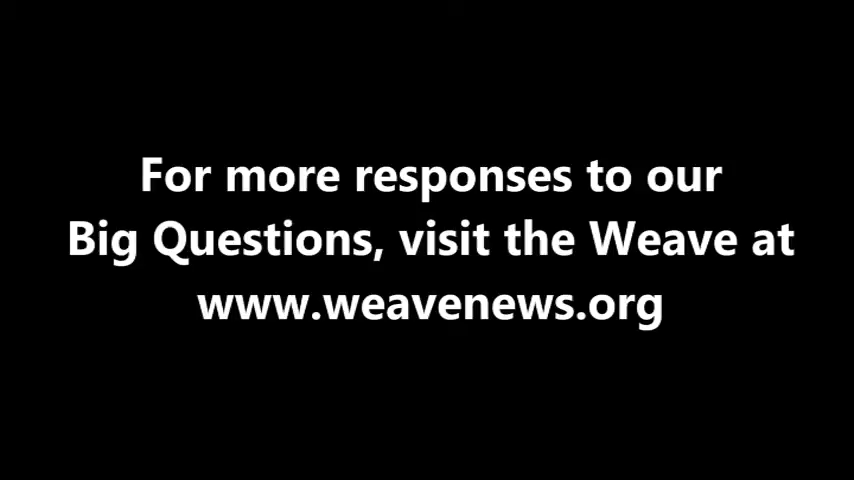 For more responses to our
Big Questions, visit the Weave at
www.weavenews.org